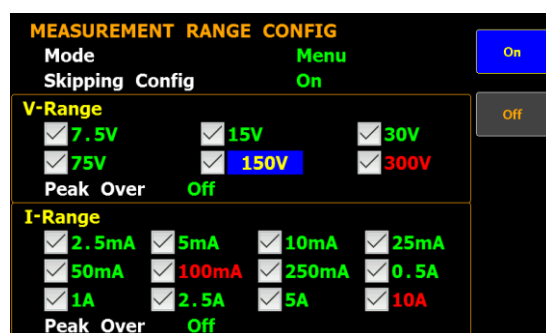 MEASUREMENT RANGE CONFIG
Mode Menu
Skipping Config On
V-Range
7.5V 15V 30V
75V 150V 300V
Peak Over Off
I-Range
2.5mA 5mA 10mA 25mA
50mA 100mA 250mA 0.5A
1A 2.5A 5A 10A
Peak Over Off
On
Off